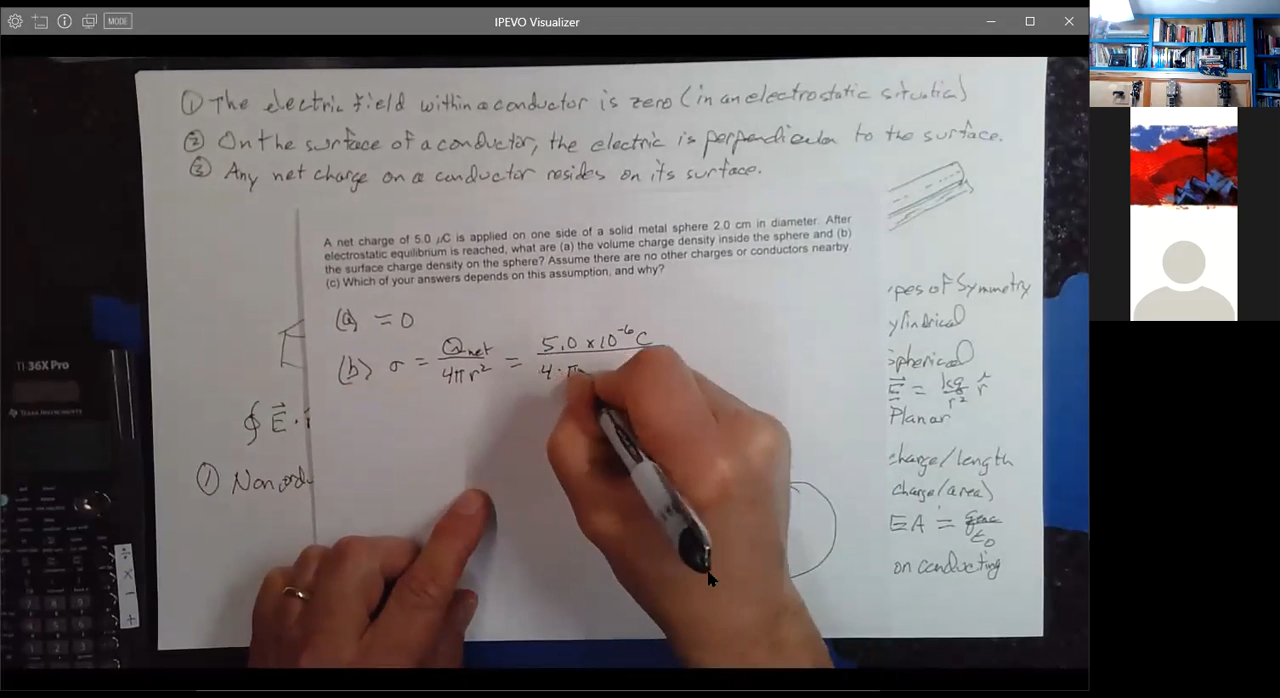 IPEVO Visualizer
MODE
① The electric field within a conductor is zero (in an electrostatic situation)
② On the surface of a conductor, the electric is perpendicular to the surface.
③ Any net charge on a conductor resides on its surface.
A net charge of 5.0 μC is applied on one side of a solid metal sphere 2.0 cm in diameter. After
electrostatic equilibrium is reached, what are (a) the volume charge density inside the sphere and (b)
the surface charge density on the sphere? Assume there are no other charges or conductors nearby.
(c) Which of your answers depends on this assumption, and why?
(a) = 0
(b) σ = Qnet / 4πr² = 5.0 x 10⁻⁶ C / 4·π
∮ E⃗ ·
① Non
TI-36X Pro
TEXAS INSTRUMENTS
pes of Symmetry
ylindrical
Spherical
E⃗ = kq/r² r̂
Planar
charge/length
charge/area)
EA = qenc/ε0
on conducting
7 8 9
÷ × - +